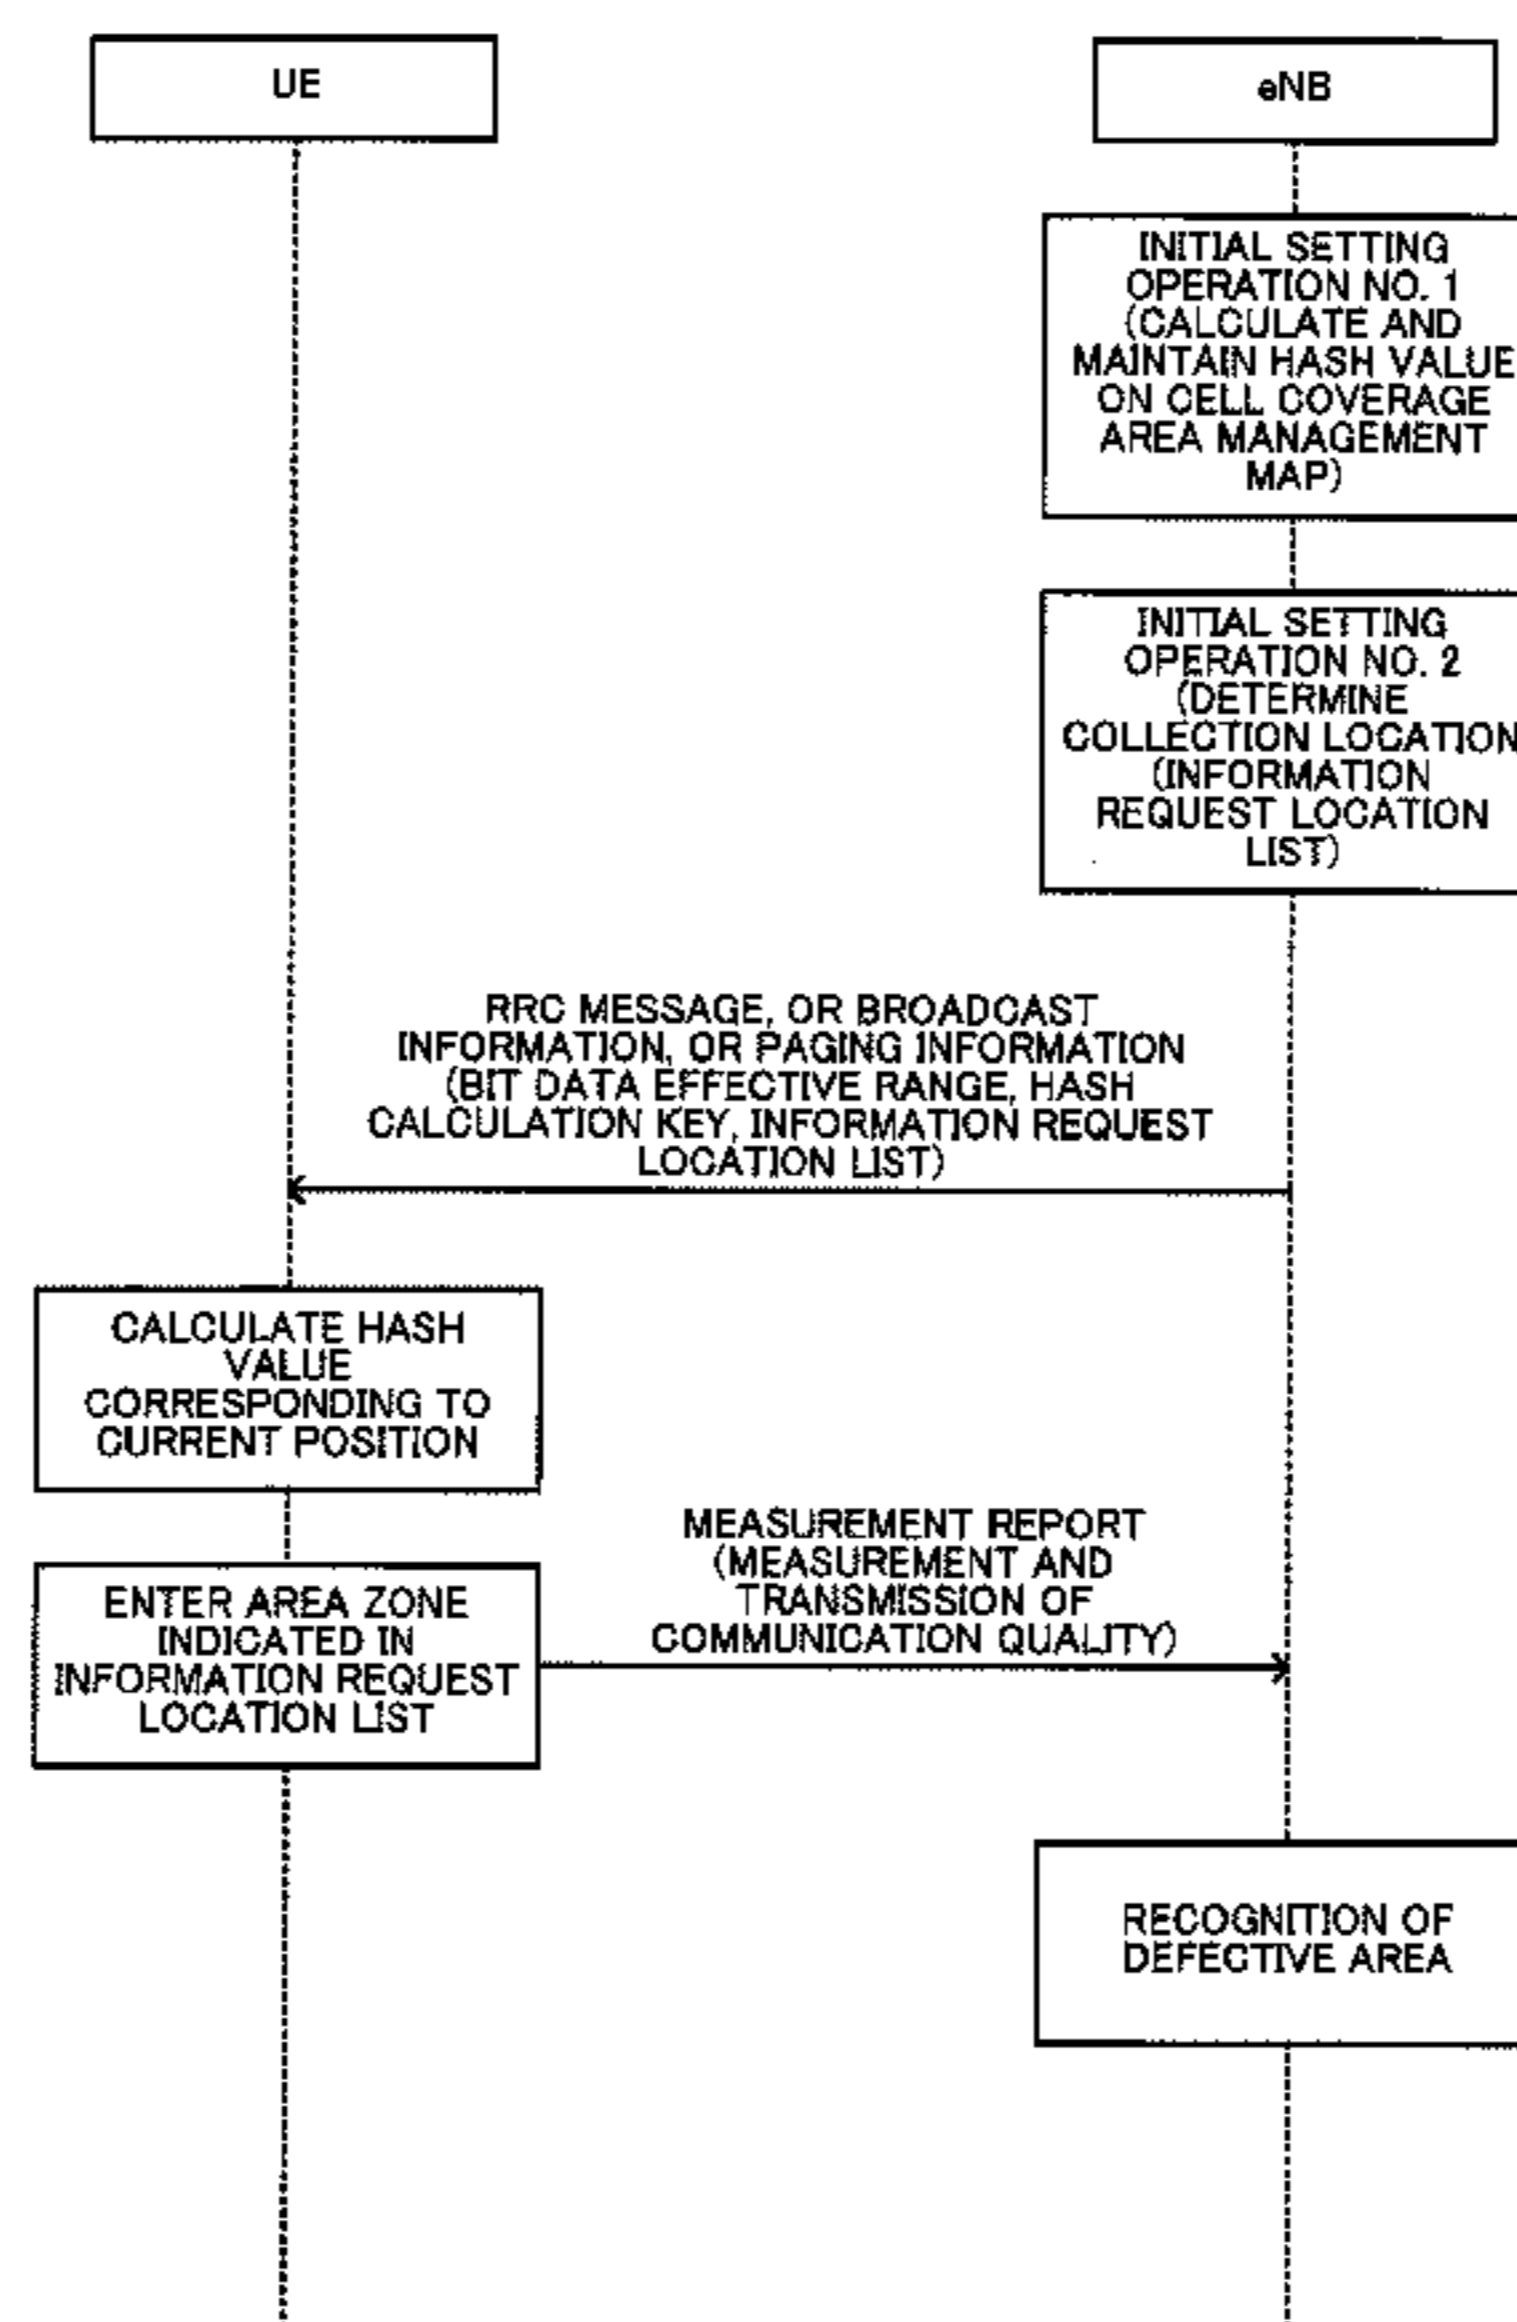 UE
eNB
INITIAL SETTING
OPERATION NO. 1
(CALCULATE AND
MAINTAIN HASH VALUE
ON CELL COVERAGE
AREA MANAGEMENT
MAP)
INITIAL SETTING
OPERATION NO. 2
(DETERMINE
COLLECTION LOCATION
(INFORMATION
REQUEST LOCATION
LIST)
RRC MESSAGE, OR BROADCAST
INFORMATION, OR PAGING INFORMATION
(BIT DATA EFFECTIVE RANGE, HASH
CALCULATION KEY, INFORMATION REQUEST
LOCATION LIST)
CALCULATE HASH
VALUE
CORRESPONDING TO
CURRENT POSITION
MEASUREMENT REPORT
(MEASUREMENT AND
TRANSMISSION OF
COMMUNICATION QUALITY)
ENTER AREA ZONE
INDICATED IN
INFORMATION REQUEST
LOCATION LIST
RECOGNITION OF
DEFECTIVE AREA